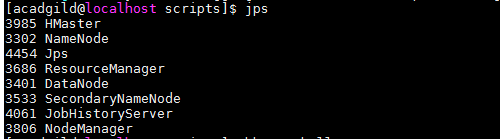 [acadgild@localhost scripts]$ jps
3985 HMaster
3302 NameNode
4454 Jps
3686 ResourceManager
3401 DataNode
3533 SecondaryNameNode
4061 JobHistoryServer
3806 NodeManager